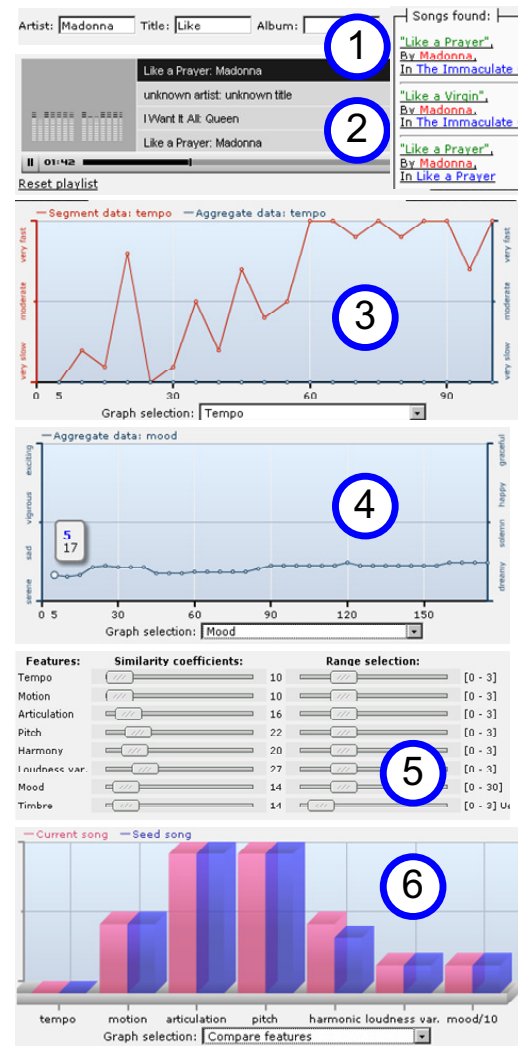 Artist: Madonna Title: Like Album:
1
Songs found:
"Like a Prayer",
By Madonna,
In The Immaculate
"Like a Virgin",
By Madonna,
In The Immaculate
"Like a Prayer",
By Madonna,
In Like a Prayer
Like a Prayer: Madonna
unknown artist: unknown title
I Want It All: Queen
Like a Prayer: Madonna
2
01:42
Reset playlist
Segment data: tempo Aggregate data: tempo
very fast
moderate
very slow
very fast
moderate
very slow
3
0 5 30 60 90
Graph selection: Tempo
Aggregate data: mood
exciting
vigorous
sad
serene
graceful
happy
solemn
dreamy
4
5
17
0 5 30 60 90 120 150
Graph selection: Mood
Features: Similarity coefficients: Range selection:
Tempo 10 [0 - 3]
Motion 10 [0 - 3]
Articulation 16 [0 - 3]
Pitch 22 [0 - 3]
Harmony 20 [0 - 3]
Loudness var. 27 [0 - 3]
Mood 14 [0 - 30]
Timbre 14 [0 - 3]
5
Current song Seed song
6
tempo motion articulation pitch harmonic loudness var. mood/10
Graph selection: Compare features